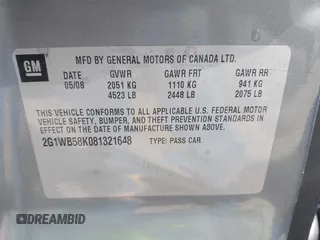 GM
MFD BY GENERAL MOTORS OF CANADA LTD.
DATE GVWR GAWR FRT GAWR RR
05/08 2051 KG 1110 KG 941 KG
4523 LB 2448 LB 2075 LB
THIS VEHICLE CONFORMS TO ALL APPLICABLE U.S. FEDERAL MOTOR
VEHICLE SAFETY, BUMPER, AND THEFT PREVENTION STANDARDS IN
EFFECT ON THE DATE OF MANUFACTURE SHOWN ABOVE.
2G1WB58K081321648 TYPE: PASS CAR
DREAMBID